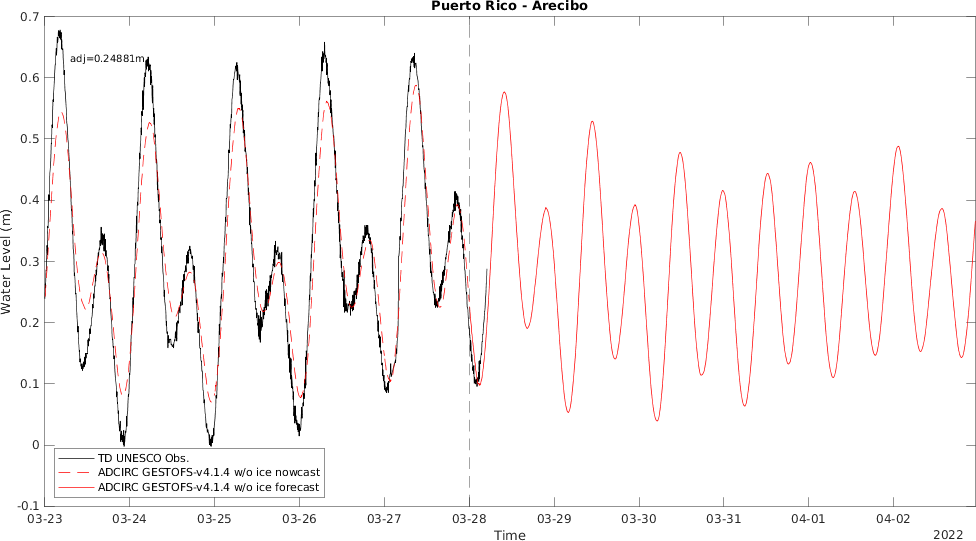 Puerto Rico - Arecibo
0.7
adj=0.24881m
0.6
0.5
0.4
0.3
0.2
0.1
0
-0.1
Water Level (m)
TD UNESCO Obs.
ADCIRC GESTOFS-v4.1.4 w/o ice nowcast
ADCIRC GESTOFS-v4.1.4 w/o ice forecast
03-23 03-24 03-25 03-26 03-27 03-28 03-29 03-30 03-31 04-01 04-02
Time
2022